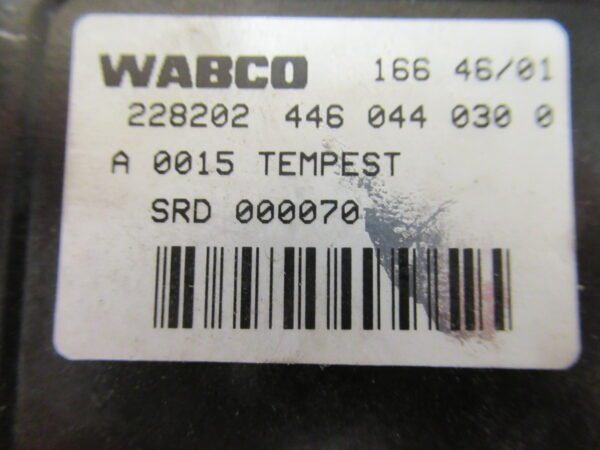 WABCO 166 46/01
228202 446 044 030 0
A 0015 TEMPEST
SRD 000070